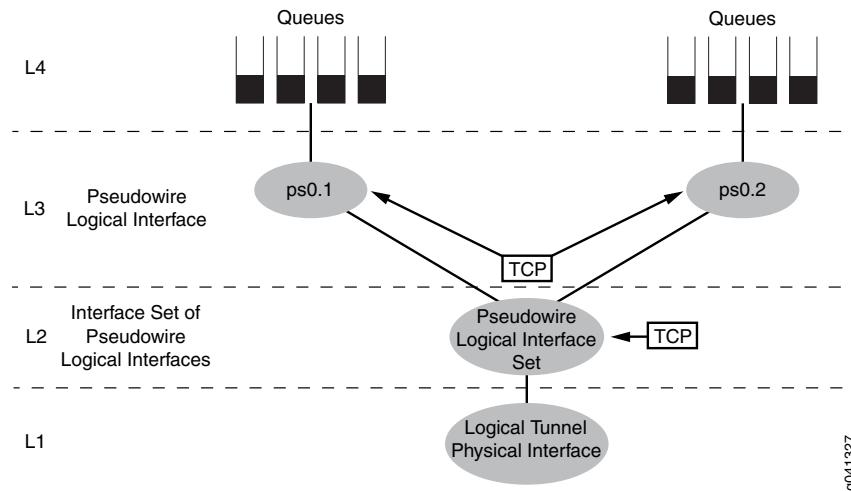 Queues
Queues
L4
L3
Pseudowire
Logical Interface
ps0.1
ps0.2
TCP
L2
Interface Set of
Pseudowire
Logical Interfaces
Pseudowire
Logical Interface
Set
TCP
L1
Logical Tunnel
Physical Interface
g041327